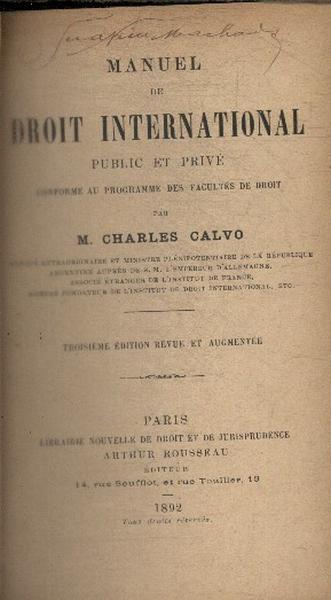 MANUEL
DE
DROIT INTERNATIONAL
PUBLIC ET PRIVÉ
CONFORME AU PROGRAMME DES FACULTÉS DE DROIT
PAR
M. CHARLES CALVO
ENVOYÉ EXTRAORDINAIRE ET MINISTRE PLÉNIPOTENTIAIRE DE LA RÉPUBLIQUE
ARGENTINE AUPRÈS DE S. M. L'EMPEREUR D'ALLEMAGNE,
ASSOCIÉ ÉTRANGER DE L'INSTITUT DE FRANCE,
MEMBRE FONDATEUR DE L'INSTITUT DE DROIT INTERNATIONAL, ETC.
TROISIÈME ÉDITION REVUE ET AUGMENTÉE
PARIS
LIBRAIRIE NOUVELLE DE DROIT ET DE JURISPRUDENCE
ARTHUR ROUSSEAU
ÉDITEUR
14, rue Soufflot, et rue Toullier, 13
1892
Tous droits réservés.